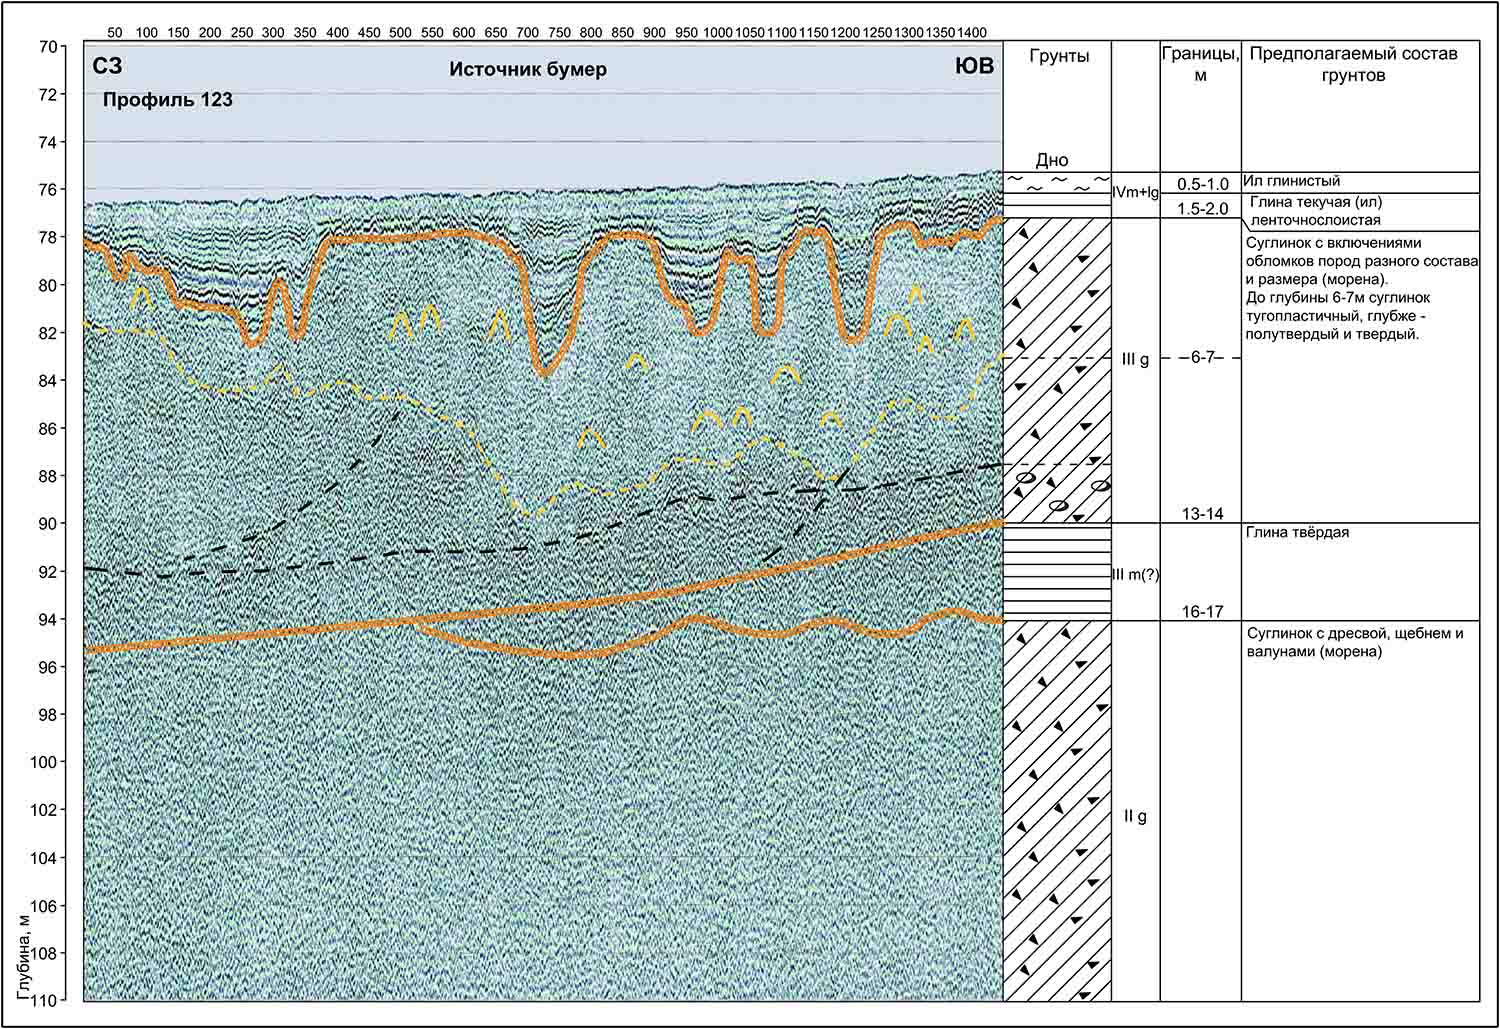 50 100 150 200 250 300 350 400 450 500 550 600 650 700 750 800 850 900 950 1000 1050 1100 1150 1200 1250 1300 1350 1400
СЗ
Источник бумер
ЮВ
Профиль 123
70
72
74
76
78
80
82
84
86
88
90
92
94
96
98
100
102
104
106
108
110
Глубина, м
Грунты
Границы,
м
Предполагаемый состав
грунтов
Дно
IVm+lg
0.5-1.0
Ил глинистый
1.5-2.0
Глина текучая (ил)
ленточнослоистая
Суглинок с включениями
обломков пород разного состава
и размера (морена).
До глубины 6-7м суглинок
тугопластичный, глубже -
полутвердый и твердый.
III g
6-7
13-14
Глина твёрдая
III m(?)
16-17
Суглинок с дресвой, щебнем и
валунами (морена)
II g